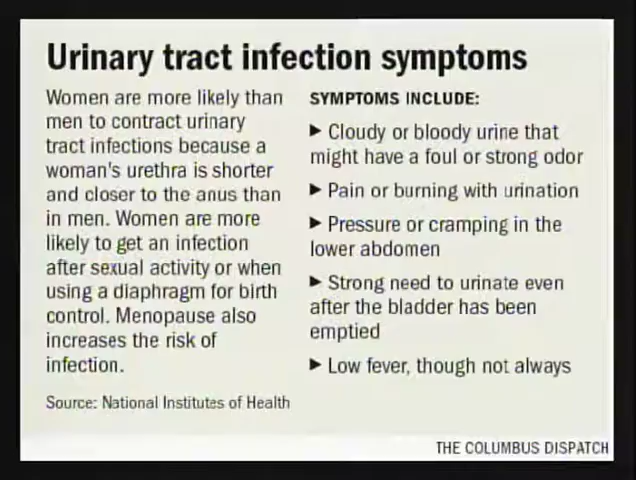 Urinary tract infection symptoms
Women are more likely than
men to contract urinary
tract infections because a
woman's urethra is shorter
and closer to the anus than
in men. Women are more
likely to get an infection
after sexual activity or when
using a diaphragm for birth
control. Menopause also
increases the risk of
infection.
Source: National Institutes of Health
SYMPTOMS INCLUDE:
► Cloudy or bloody urine that
might have a foul or strong odor
► Pain or burning with urination
► Pressure or cramping in the
lower abdomen
► Strong need to urinate even
after the bladder has been
emptied
► Low fever, though not always
THE COLUMBUS DISPATCH